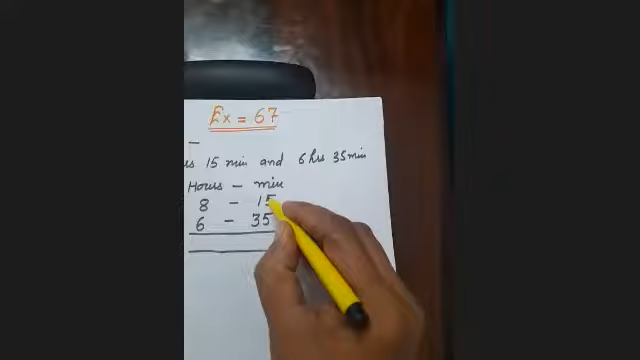 Ex = 67
15 min and 6 hrs 35 min
Hours - min
8 - 15
6 - 35